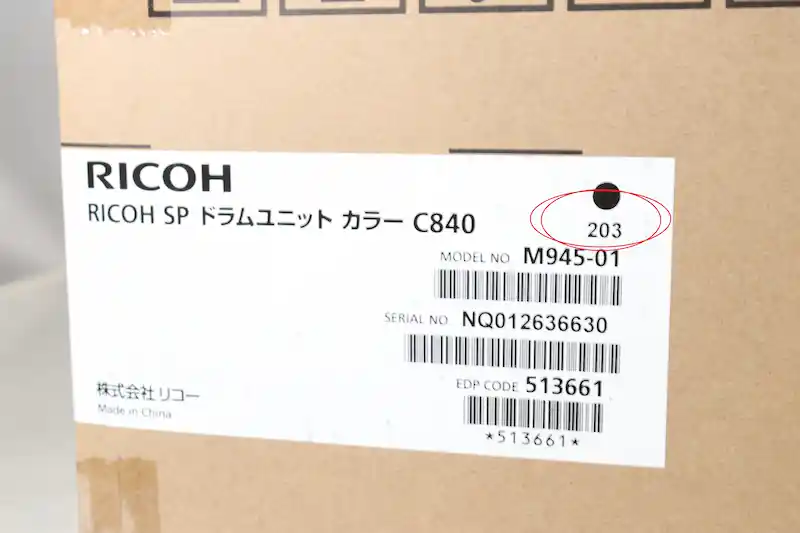 RICOH
RICOH SP ドラムユニット カラー C840
203
MODEL NO M945-01
SERIAL NO NQ012636630
EDP CODE 513661
*513661*
株式会社リコー
Made in China